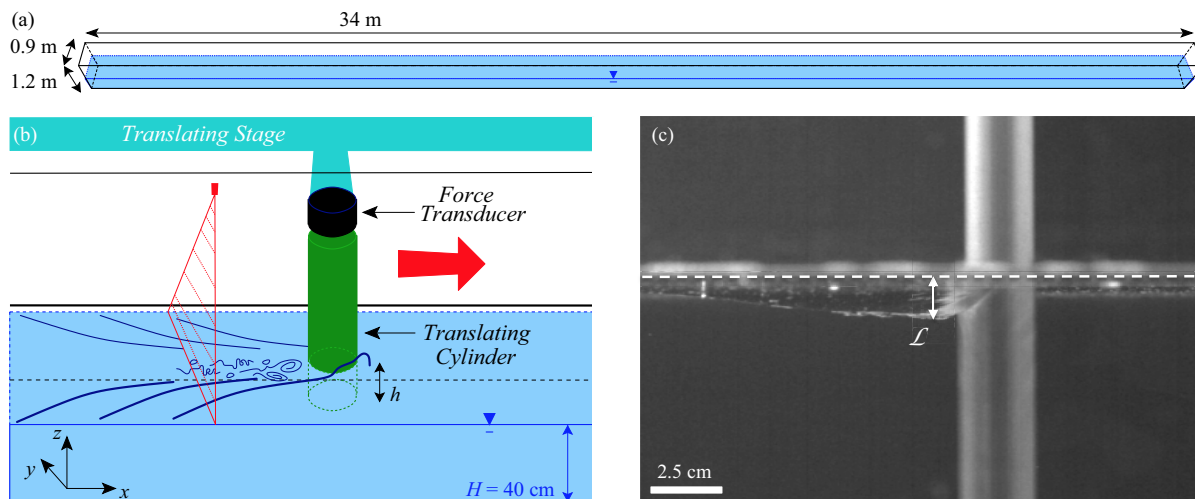 (a)
34 m
0.9 m
1.2 m
(b)
Translating Stage
Force
Transducer
Translating
Cylinder
h
z
y
x
H = 40 cm
(c)
ℒ
2.5 cm